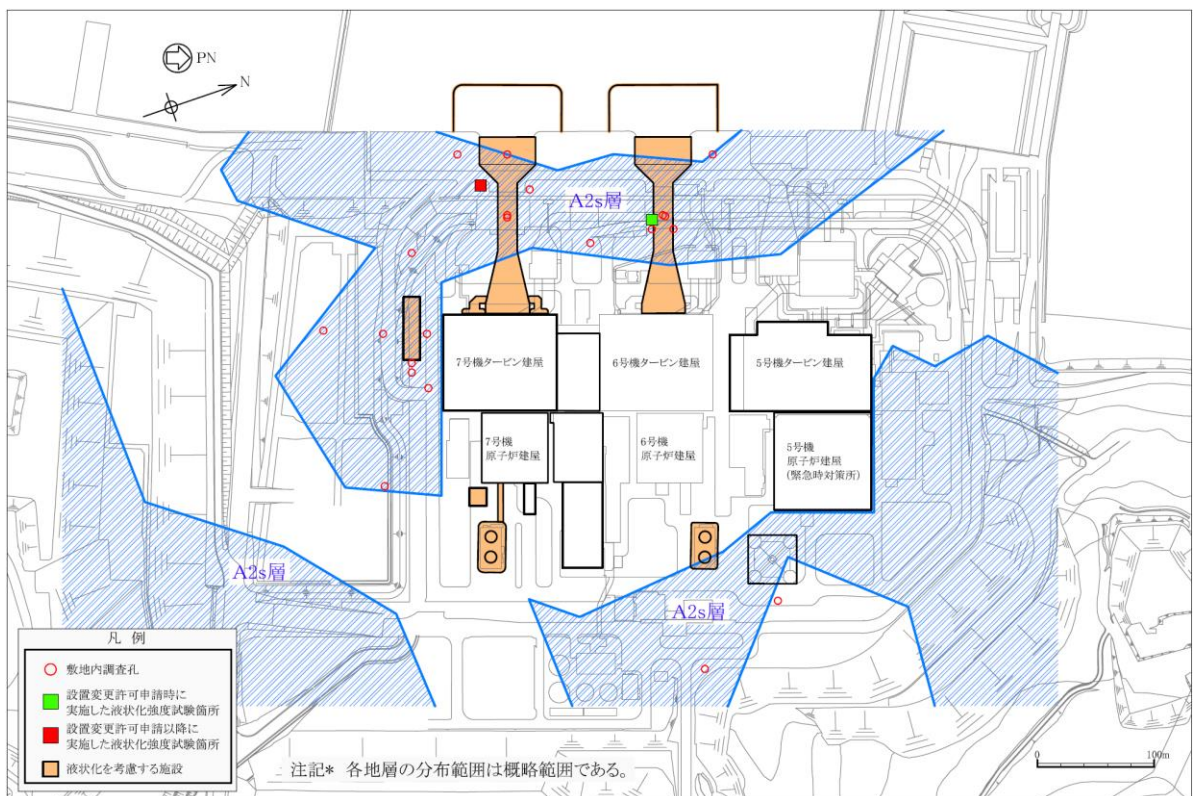 PN
N
A2s層
7号機タービン建屋
6号機タービン建屋
5号機タービン建屋
7号機
原子炉建屋
6号機
原子炉建屋
5号機
原子炉建屋
(緊急時対策所)
A2s層
A2s層
凡 例
敷地内調査孔
設置変更許可申請時に
実施した液状化強度試験箇所
設置変更許可申請以降に
実施した液状化強度試験箇所
液状化を考慮する施設
注記* 各地層の分布範囲は概略範囲である。
0 100m